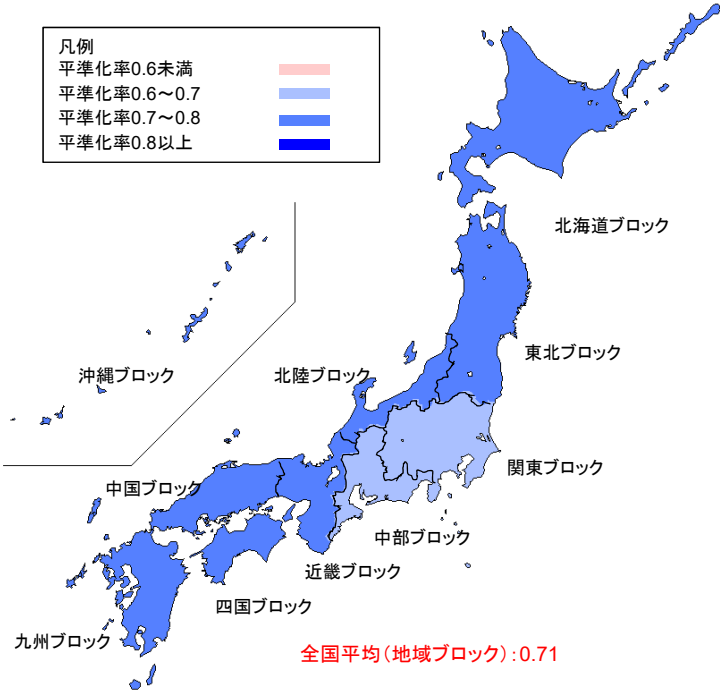 凡例
平準化率0.6未満
平準化率0.6～0.7
平準化率0.7～0.8
平準化率0.8以上
北海道ブロック
東北ブロック
沖縄ブロック
北陸ブロック
関東ブロック
中国ブロック
中部ブロック
近畿ブロック
四国ブロック
九州ブロック
全国平均（地域ブロック）：0.71